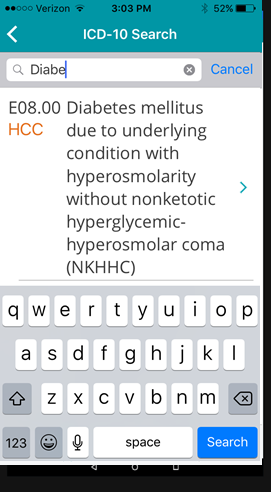 Verizon 3:03 PM 52%
ICD-10 Search
Diabe Cancel
E08.00 Diabetes mellitus
HCC due to underlying
condition with
hyperosmolarity
without nonketotic
hyperglycemic-
hyperosmolar coma
(NKHHC)
q w e r t y u i o p
a s d f g h j k l
z x c v b n m
123 space Search